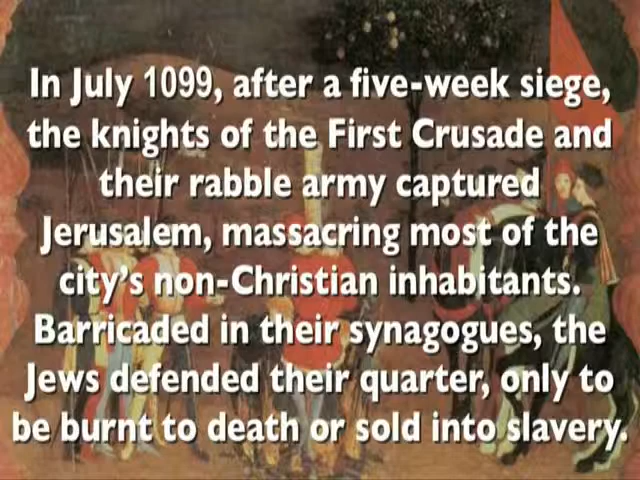 In July 1099, after a five-week siege,
the knights of the First Crusade and
their rabble army captured
Jerusalem, massacring most of the
city's non-Christian inhabitants.
Barricaded in their synagogues, the
Jews defended their quarter, only to
be burnt to death or sold into slavery.